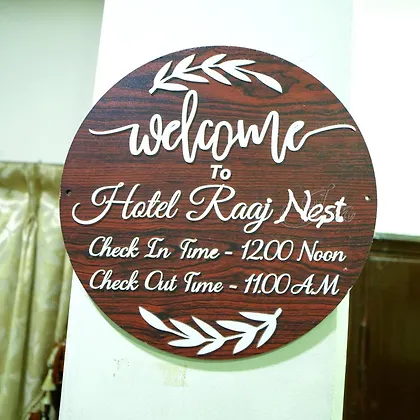 welcome
To
Hotel Raaj Nest
Check In Time - 12.00 Noon
Check Out Time - 11.00 A.M